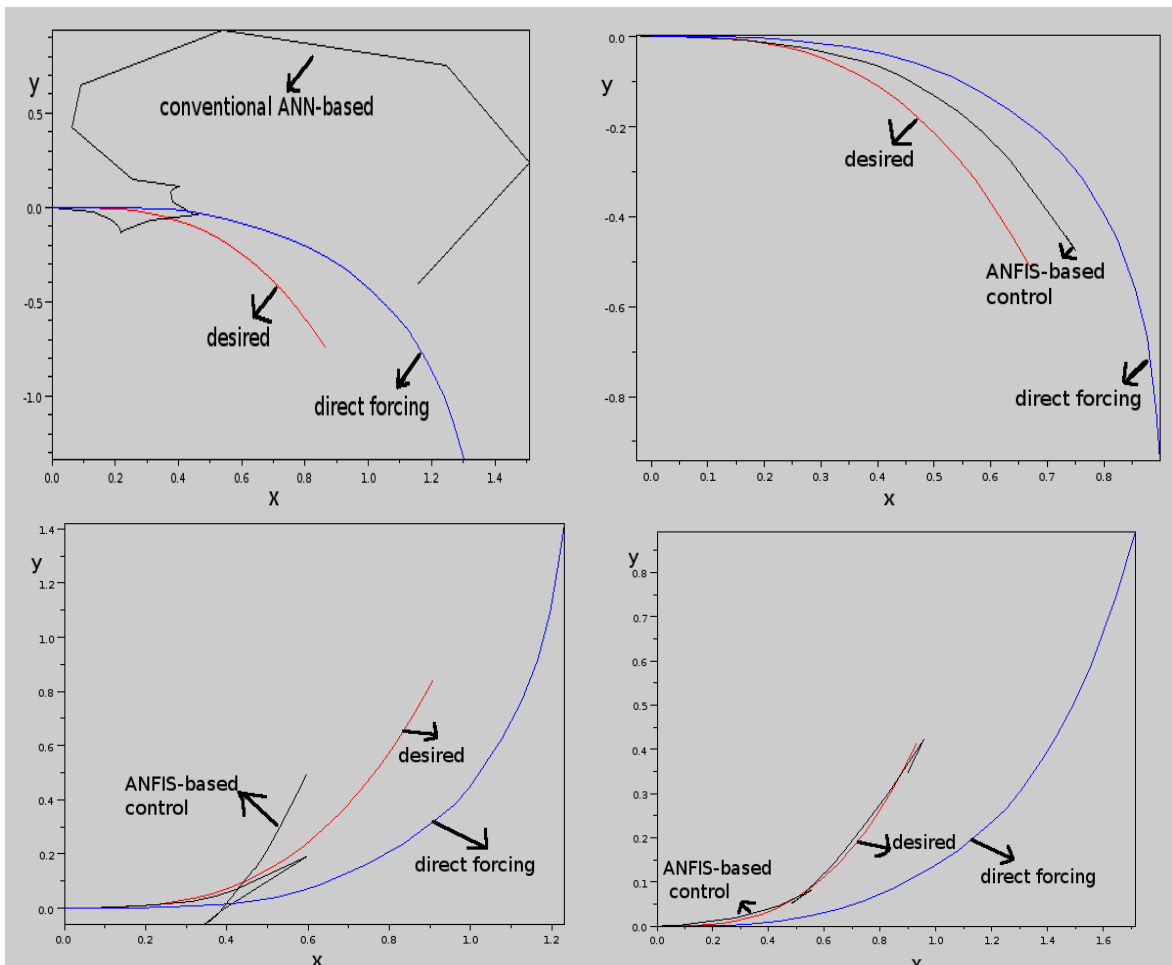 y
0.5
0.0
-0.5
-1.0
conventional ANN-based
desired
direct forcing
0.0 0.2 0.4 0.6 0.8 1.0 1.2 1.4
x
y
0.0
-0.2
-0.4
-0.6
-0.8
desired
ANFIS-based
control
direct forcing
0.0 0.1 0.2 0.3 0.4 0.5 0.6 0.7 0.8
x
y
1.4
1.2
1.0
0.8
0.6
0.4
0.2
0.0
ANFIS-based
control
desired
direct forcing
0.0 0.2 0.4 0.6 0.8 1.0 1.2
x
y
0.8
0.7
0.6
0.5
0.4
0.3
0.2
0.1
0.0
ANFIS-based
control
desired
direct forcing
0.0 0.2 0.4 0.6 0.8 1.0 1.2 1.4 1.6
x